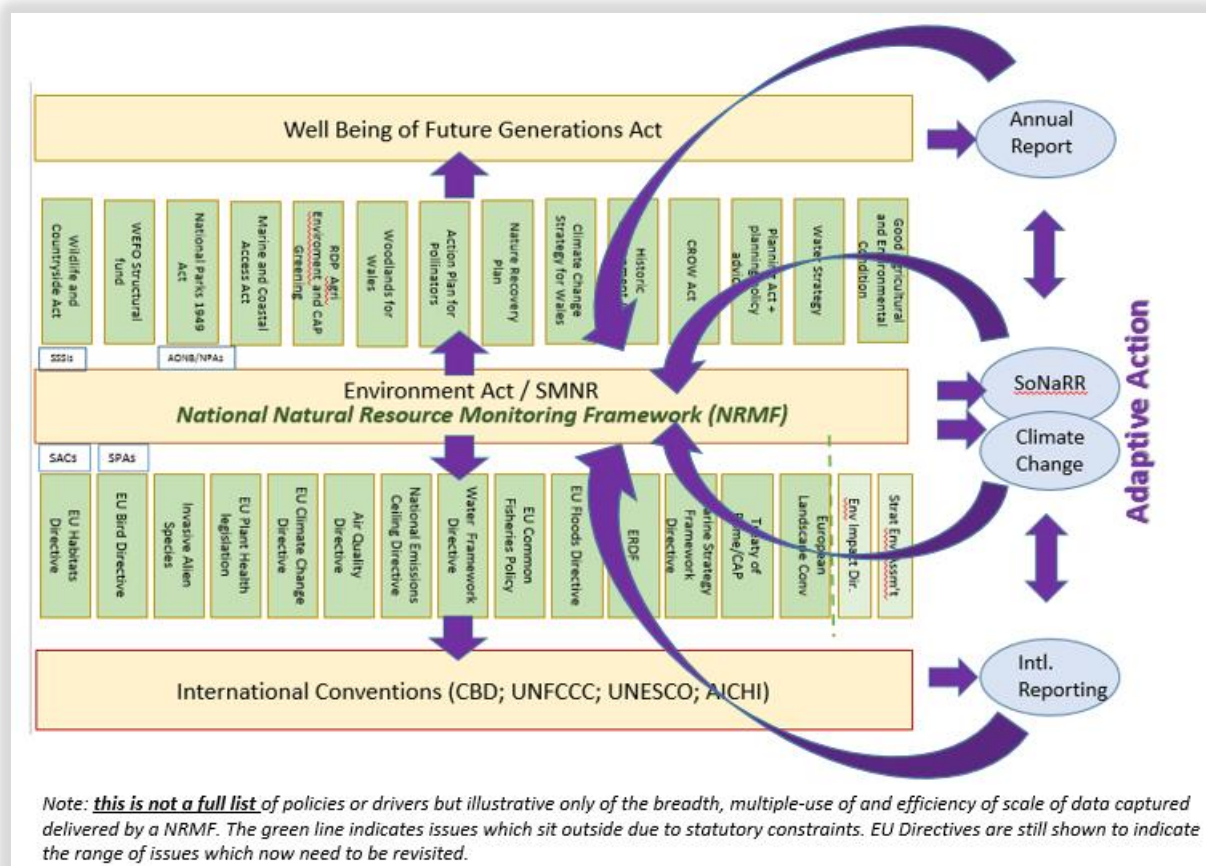 Well Being of Future Generations Act
Annual
Report
Wildlife and
Countryside Act
WEFO Structural
fund
National Parks 1949
Act
Marine and Coastal
Access Act
RDP Agri
Enviroment and CAP
Greening
Woodlands for
Wales
Action Plan for
Pollinators
Nature Recovery
Plan
Climate Change
Strategy for Wales
Historic
CROW Act
Planning Act +
planning policy
Water Strategy
Good Agricultural
and Environmental
Condition
SSSIs
AONB/NPAs
Environment Act / SMNR
National Natural Resource Monitoring Framework (NRMF)
SoNaRR
Climate
Change
Adaptive Action
SACs
SPAs
EU Habitats
Directive
EU Bird Directive
Invasive Alien
Species
EU Plant Health
legislation
EU Climate Change
Directive
Air Quality
Directive
National Emissions
Ceiling Directive
Water Framework
Directive
EU Common
Fisheries Policy
EU Floods Directive
ERDF
Marine Strategy
Framework
Directive
Treaty of
Rome/CAP
European
Landscape Conv
Env Impact Dir.
Strat Env Assm't
International Conventions (CBD; UNFCCC; UNESCO; AICHI)
Intl.
Reporting
Note: this is not a full list of policies or drivers but illustrative only of the breadth, multiple-use of and efficiency of scale of data captured
delivered by a NRMF. The green line indicates issues which sit outside due to statutory constraints. EU Directives are still shown to indicate
the range of issues which now need to be revisited.